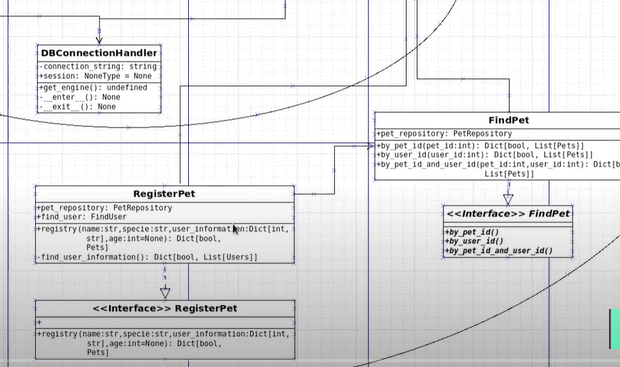 DBConnectionHandler
-connection_string: string
+session: NoneType = None
+get_engine(): undefined
-__enter__(): None
-__exit__(): None
FindPet
+pet_repository: PetRepository
+by_pet_id(pet_id:int): Dict[bool, List[Pets]]
+by_user_id(user_id:int): Dict[bool, List[Pets]]
+by_pet_id_and_user_id(pet_id:int,user_id:int): Dict[b
List[Pets]]
<<Interface>> FindPet
+by_pet_id()
+by_user_id()
+by_pet_id_and_user_id()
RegisterPet
+pet_repository: PetRepository
+find_user: FindUser
+registry(name:str,specie:str,user_information:Dict[int,
str],age:int=None): Dict[bool,
Pets]
-find_user_information(): Dict[bool, List[Users]]
<<Interface>> RegisterPet
+
+registry(name:str,specie:str,user_information:Dict[int,
str],age:int=None): Dict[bool,
Pets]